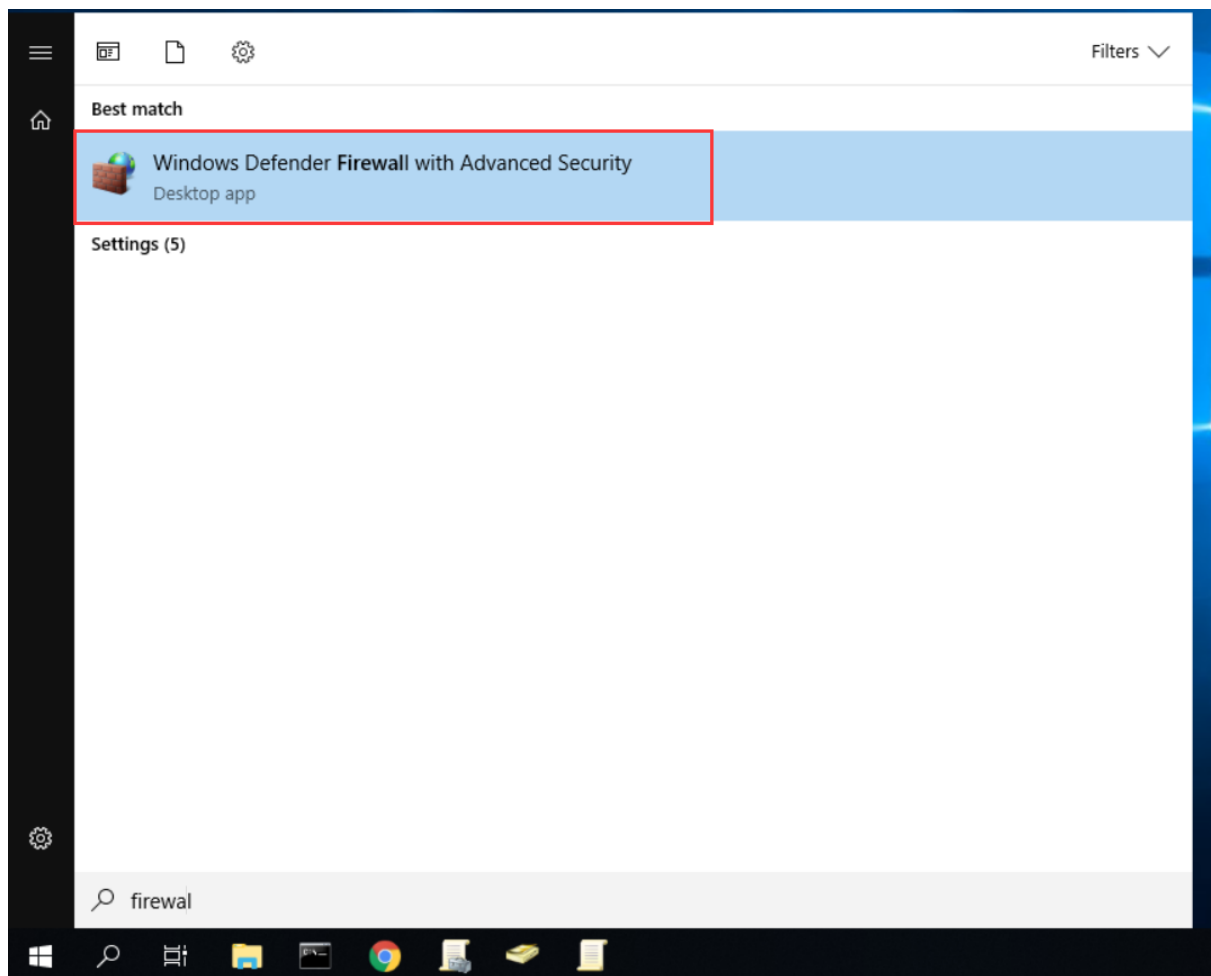 Filters
Best match
Windows Defender Firewall with Advanced Security
Desktop app
Settings (5)
firewal